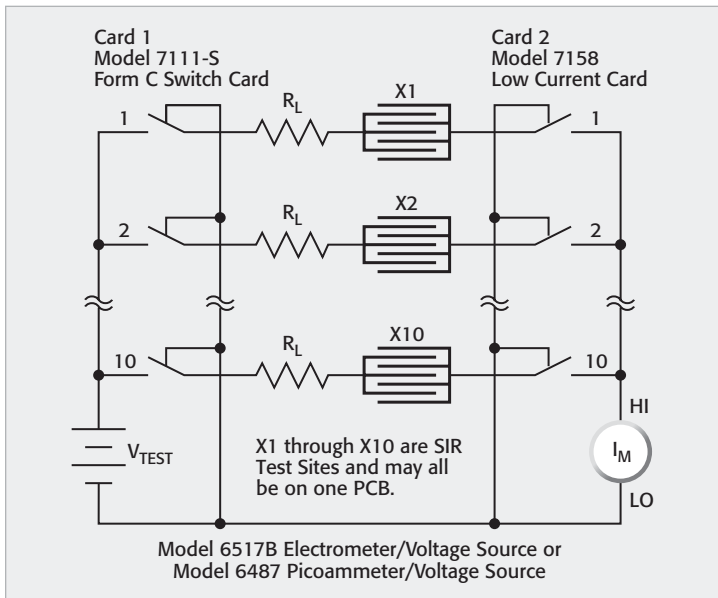 Card 1
Model 7111-S
Form C Switch Card
Card 2
Model 7158
Low Current Card
1
R_L
X1
1
2
R_L
X2
2
10
R_L
X10
10
V_TEST
X1 through X10 are SIR
Test Sites and may all
be on one PCB.
HI
I_M
LO
Model 6517B Electrometer/Voltage Source or
Model 6487 Picoammeter/Voltage Source